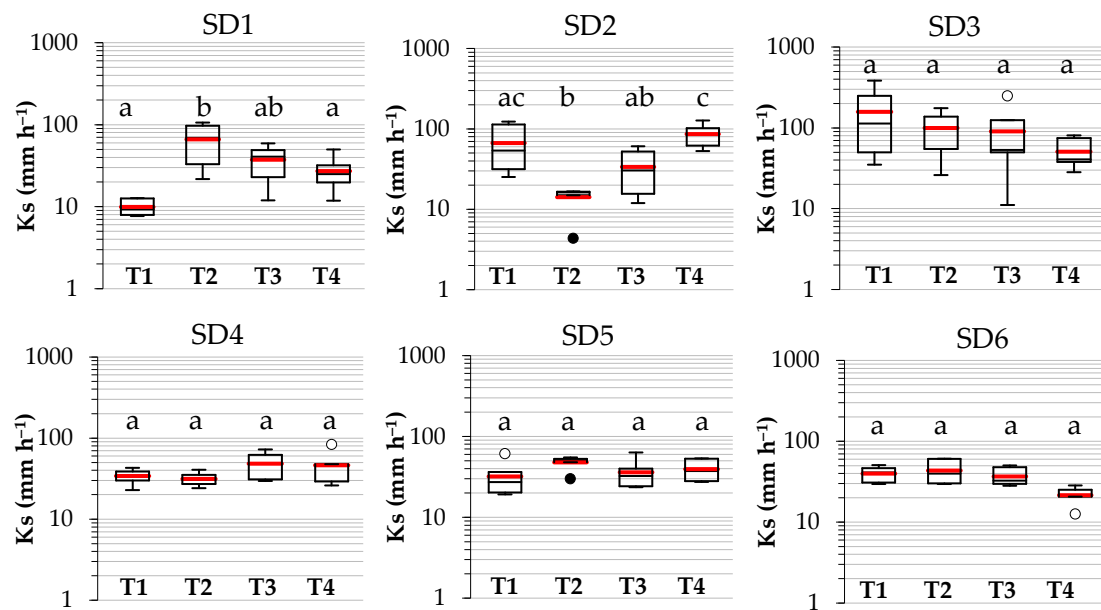 SD1
Ks (mm h⁻¹)
1000
100
10
1
a b ab a
T1 T2 T3 T4
SD2
Ks (mm h⁻¹)
1000
100
10
1
ac b ab c
T1 T2 T3 T4
SD3
Ks (mm h⁻¹)
1000
100
10
1
a a a a
T1 T2 T3 T4
SD4
Ks (mm h⁻¹)
1000
100
10
1
a a a a
T1 T2 T3 T4
SD5
Ks (mm h⁻¹)
1000
100
10
1
a a a a
T1 T2 T3 T4
SD6
Ks (mm h⁻¹)
1000
100
10
1
a a a a
T1 T2 T3 T4